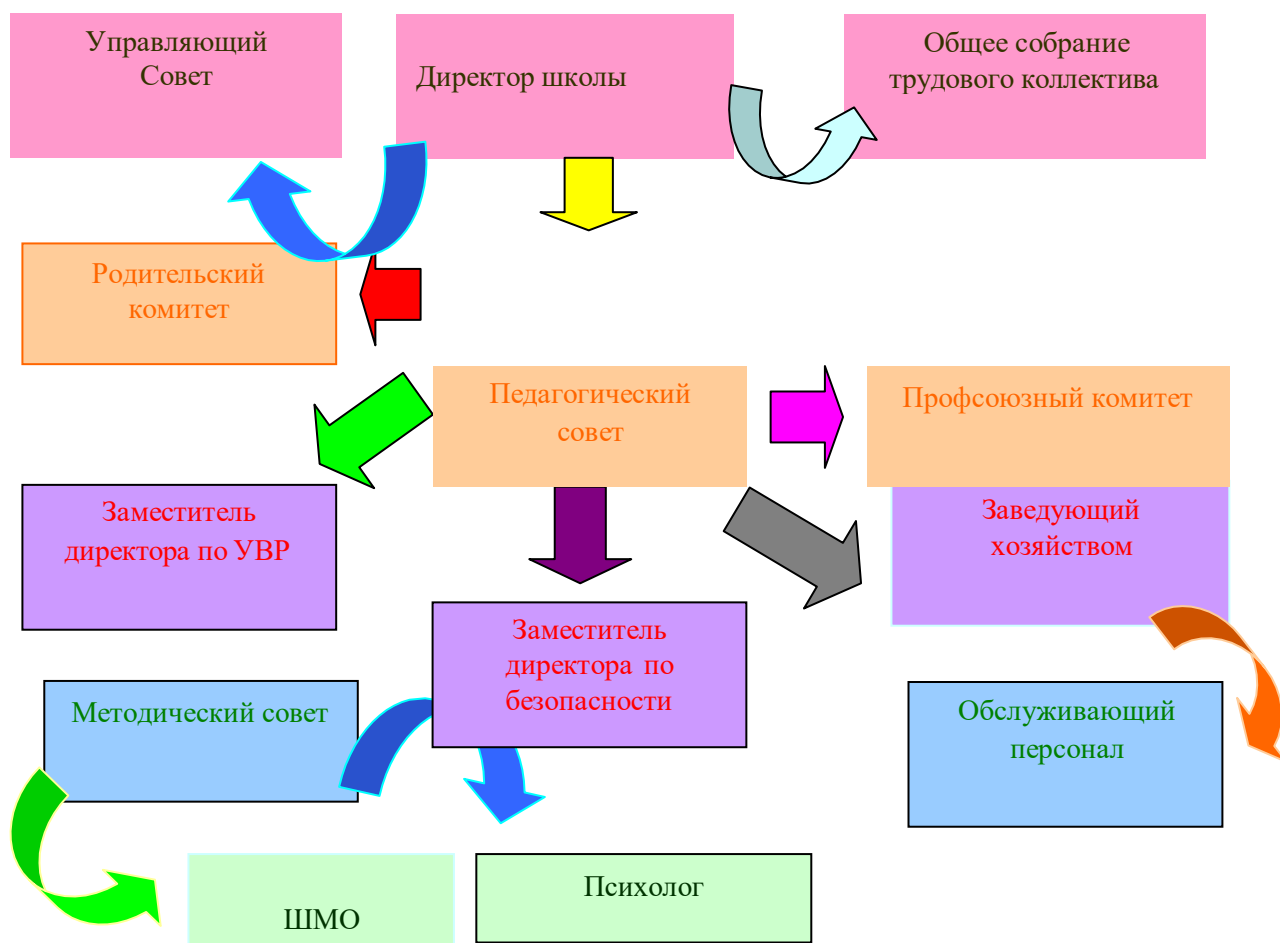 Управляющий
Совет
Директор школы
Общее собрание
трудового коллектива
Родительский
комитет
Педагогический
совет
Профсоюзный комитет
Заместитель
директора по УВР
Заведующий
хозяйством
Заместитель
директора по
безопасности
Методический совет
Обслуживающий
персонал
ШМО
Психолог